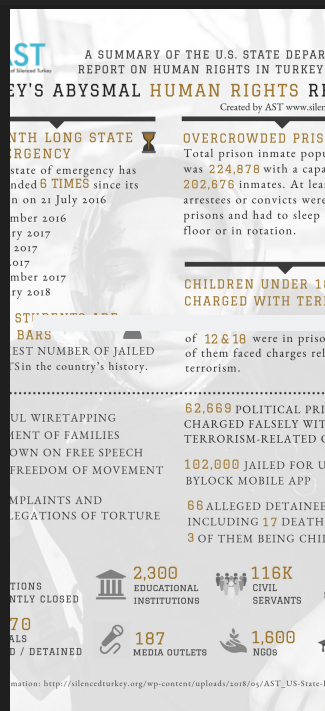 AST
of Silenced Turkey
A SUMMARY OF THE U.S. STATE DEPAR
REPORT ON HUMAN RIGHTS IN TURKEY
EY'S ABYSMAL HUMAN RIGHTS RE
Created by AST www.silen
NTH LONG STATE
ERGENCY
state of emergency has
nded 6 TIMES since its
n on 21 July 2016
mber 2016
ry 2017
2017
.017
mber 2017
ry 2018
STUDENTS ARE
BARS
EST NUMBER OF JAILED
TS in the country's history.
OVERCROWDED PRIS
Total prison inmate popu
was 224,878 with a capa
202,676 inmates. At leas
arrestees or convicts were
prisons and had to sleep
floor or in rotation.
CHILDREN UNDER 18
CHARGED WITH TERR
of 12 & 18 were in priso
of them faced charges rel
terrorism.
UL WIRETAPPING
MENT OF FAMILIES
OWN ON FREE SPEECH
FREEDOM OF MOVEMENT
MPLAINTS AND
LEGATIONS OF TORTURE
62,669 POLITICAL PRI
CHARGED FALSELY WIT
TERRORISM-RELATED O
102,000 JAILED FOR U
BYLOCK MOBILE APP
66 ALLEGED DETAINEE
INCLUDING 17 DEATH
3 OF THEM BEING CHI
TIONS
NTLY CLOSED
2,300
EDUCATIONAL
INSTITUTIONS
116K
CIVIL
SERVANTS
70
ALS
D / DETAINED
187
MEDIA OUTLETS
1,600
NGOS
mation: http://silencedturkey.org/wp-content/uploads/2018/05/AST_US-State-D